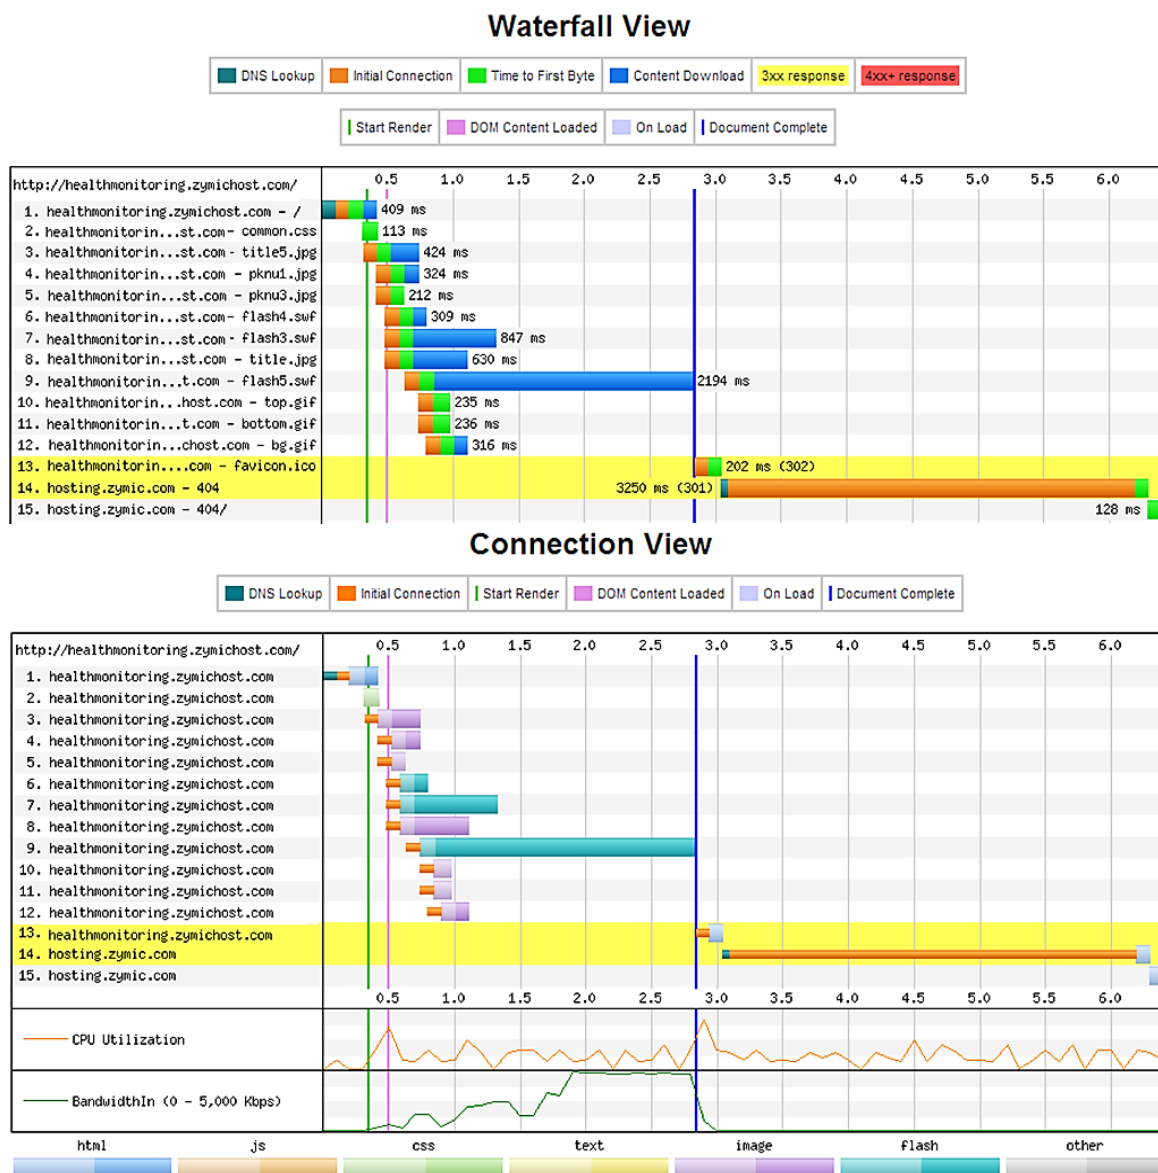 Waterfall View
DNS Lookup Initial Connection Time to First Byte Content Download 3xx response 4xx+ response
Start Render DOM Content Loaded On Load Document Complete
http://healthmonitoring.zymichost.com/ 0.5 1.0 1.5 2.0 2.5 3.0 3.5 4.0 4.5 5.0 5.5 6.0
1. healthmonitoring.zymichost.com - / 409 ms
2. healthmonitorin...st.com- common.css 113 ms
3. healthmonitorin...st.com- title5.jpg 424 ms
4. healthmonitorin...st.com - pknu1.jpg 324 ms
5. healthmonitorin...st.com - pknu3.jpg 212 ms
6. healthmonitorin...st.com- flash4.swf 309 ms
7. healthmonitorin...st.com- flash3.swf 847 ms
8. healthmonitorin...st.com - title.jpg 630 ms
9. healthmonitorin...t.com - flash5.swf 2194 ms
10. healthmonitorin...host.com - top.gif 235 ms
11. healthmonitorin...t.com - bottom.gif 236 ms
12. healthmonitorin...chost.com - bg.gif 316 ms
13. healthmonitorin....com - favicon.ico 202 ms (302)
14. hosting.zymic.com - 404 3250 ms (301)
15. hosting.zymic.com - 404/ 128 ms
Connection View
DNS Lookup Initial Connection Start Render DOM Content Loaded On Load Document Complete
http://healthmonitoring.zymichost.com/ 0.5 1.0 1.5 2.0 2.5 3.0 3.5 4.0 4.5 5.0 5.5 6.0
1. healthmonitoring.zymichost.com
2. healthmonitoring.zymichost.com
3. healthmonitoring.zymichost.com
4. healthmonitoring.zymichost.com
5. healthmonitoring.zymichost.com
6. healthmonitoring.zymichost.com
7. healthmonitoring.zymichost.com
8. healthmonitoring.zymichost.com
9. healthmonitoring.zymichost.com
10. healthmonitoring.zymichost.com
11. healthmonitoring.zymichost.com
12. healthmonitoring.zymichost.com
13. healthmonitoring.zymichost.com
14. hosting.zymic.com
15. hosting.zymic.com
0.5 1.0 1.5 2.0 2.5 3.0 3.5 4.0 4.5 5.0 5.5 6.0
CPU Utilization
BandwidthIn (0 - 5,000 Kbps)
html js css text image flash other